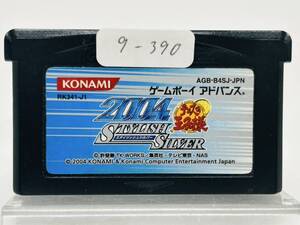 9-390
KONAMI
AGB-B4SJ-JPN
RK341-J1
ゲームボーイ アドバンス
2004
STYLISH SILVER
© 許斐剛 "K・WORKS/集英社・テレビ東京・NAS
© 2004 KONAMI & Konami Computer Entertainment Japan